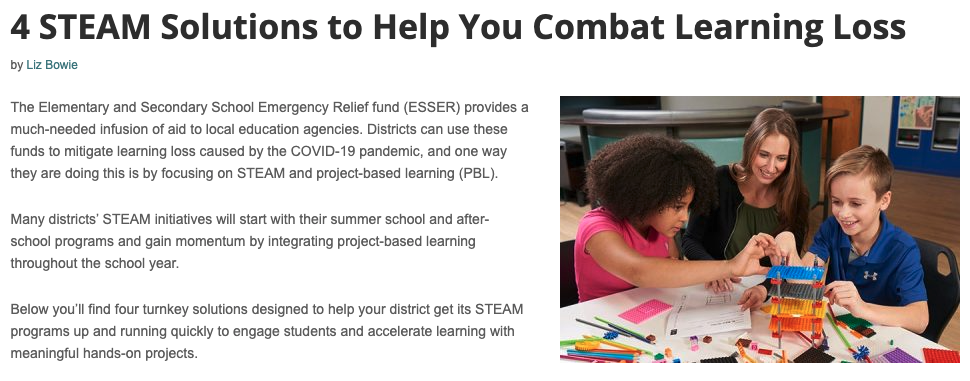 4 STEAM Solutions to Help You Combat Learning Loss
by Liz Bowie
The Elementary and Secondary School Emergency Relief fund (ESSER) provides a
much-needed infusion of aid to local education agencies. Districts can use these
funds to mitigate learning loss caused by the COVID-19 pandemic, and one way
they are doing this is by focusing on STEAM and project-based learning (PBL).
Many districts’ STEAM initiatives will start with their summer school and after-
school programs and gain momentum by integrating project-based learning
throughout the school year.
Below you’ll find four turnkey solutions designed to help your district get its STEAM
programs up and running quickly to engage students and accelerate learning with
meaningful hands-on projects.